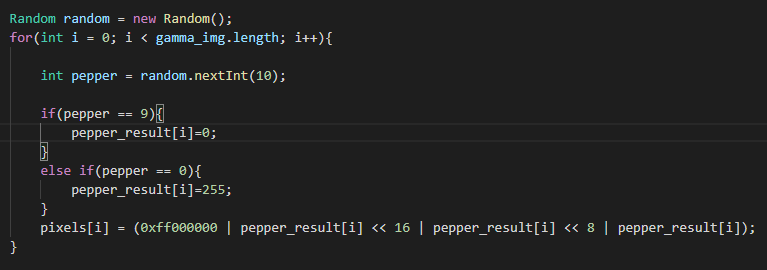 Random random = new Random();
for(int i = 0; i < gamma_img.length; i++){
int pepper = random.nextInt(10);
if(pepper == 9){
pepper_result[i]=0;
}
else if(pepper == 0){
pepper_result[i]=255;
}
pixels[i] = (0xff000000 | pepper_result[i] << 16 | pepper_result[i] << 8 | pepper_result[i]);
}